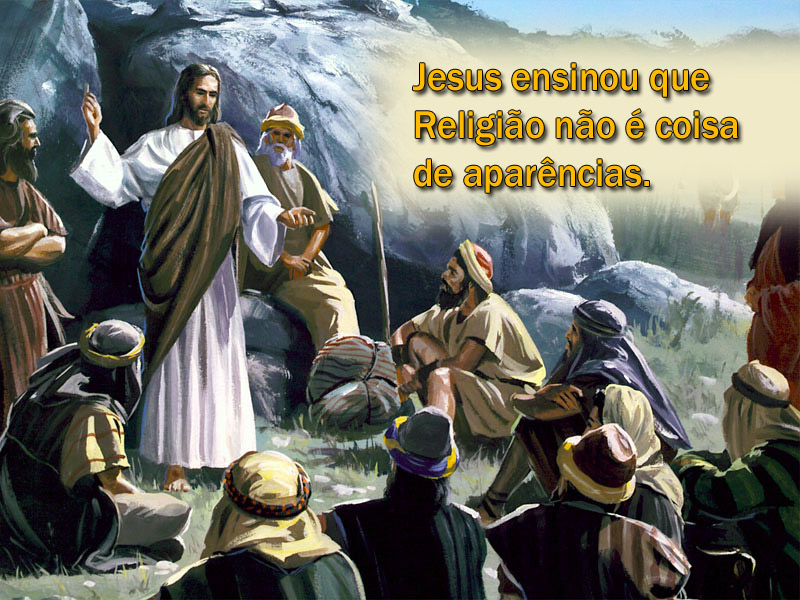 Jesus ensinou que
Religião não é coisa
de aparências.